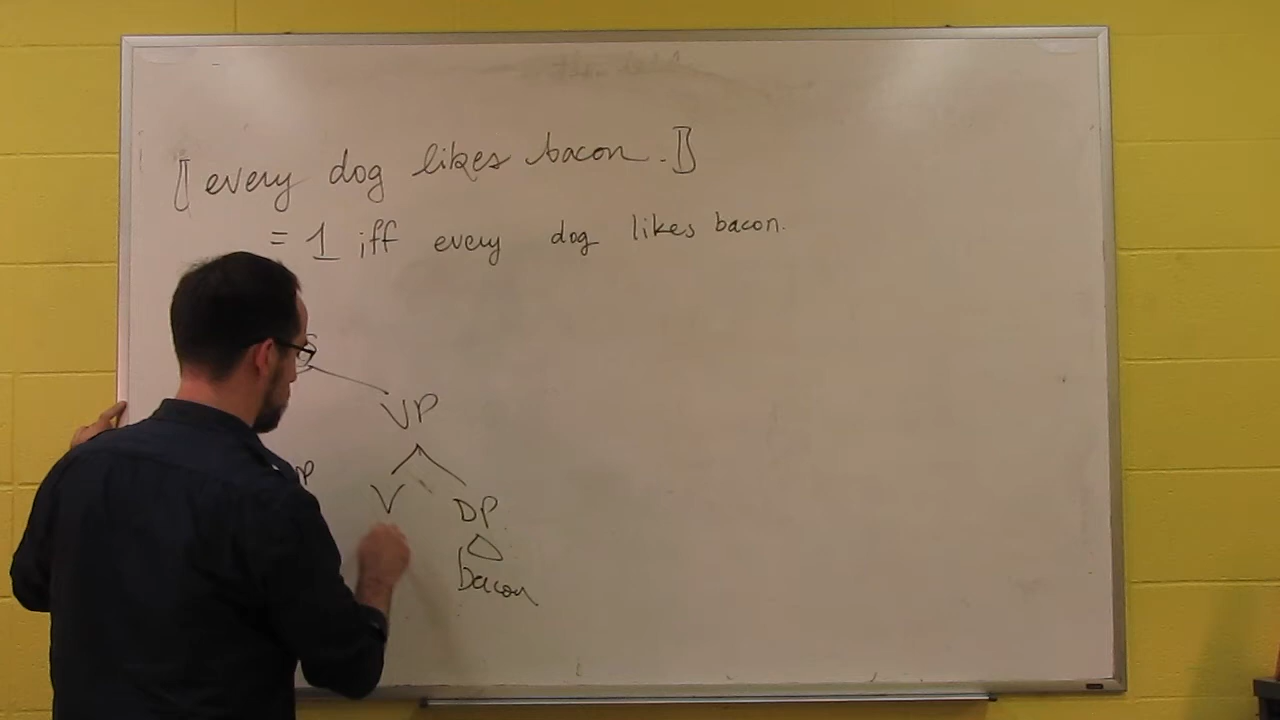 ⟦every dog likes bacon.⟧
= 1 iff every dog likes bacon.
S
VP
P
V
DP
bacon